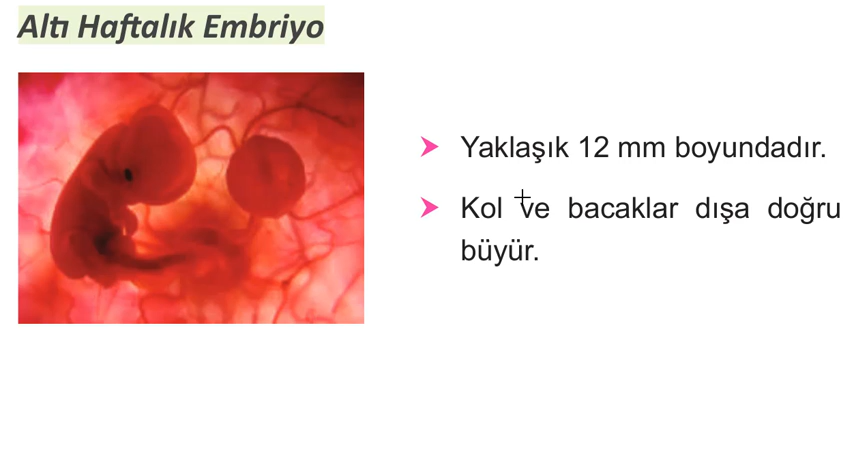 Altı Haftalık Embriyo
Yaklaşık 12 mm boyundadır.
Kol ve bacaklar dışa doğru
büyür.